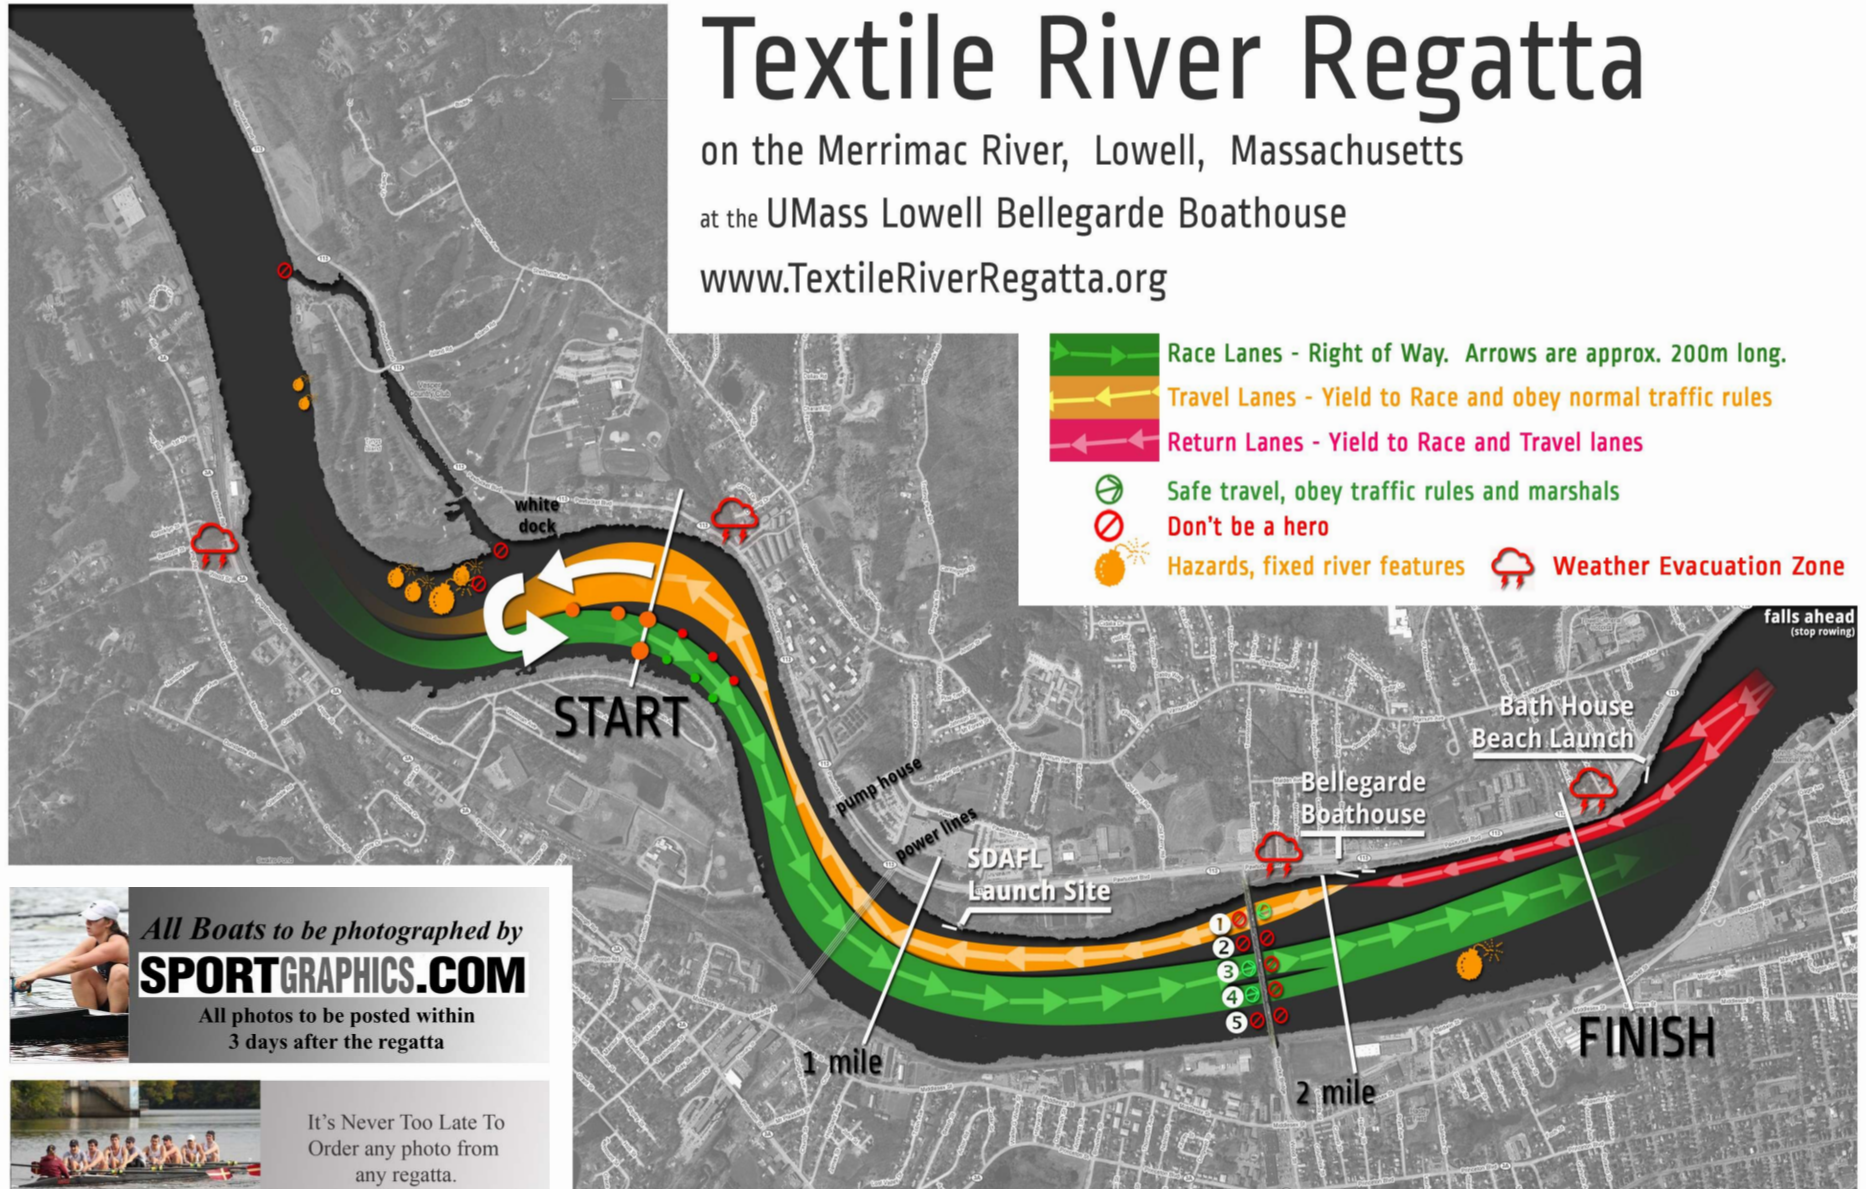 Textile River Regatta
on the Merrimac River, Lowell, Massachusetts
at the UMass Lowell Bellegarde Boathouse
www.TextileRiverRegatta.org
Race Lanes - Right of Way. Arrows are approx. 200m long.
Travel Lanes - Yield to Race and obey normal traffic rules
Return Lanes - Yield to Race and Travel lanes
Safe travel, obey traffic rules and marshals
Don't be a hero
Hazards, fixed river features
Weather Evacuation Zone
falls ahead
(stop rowing)
white
dock
START
pump house
power lines
SDAFL
Launch Site
Bellegarde
Boathouse
Bath House
Beach Launch
1
2
3
4
5
1 mile
2 mile
FINISH
All Boats to be photographed by
SPORTGRAPHICS.COM
All photos to be posted within
3 days after the regatta
It's Never Too Late To
Order any photo from
any regatta.